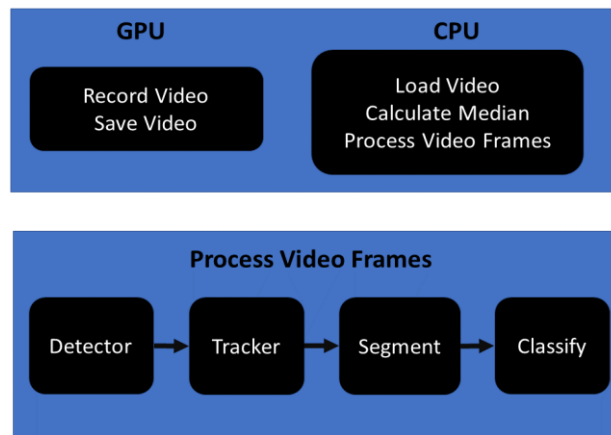 GPU
Record Video
Save Video
CPU
Load Video
Calculate Median
Process Video Frames
Process Video Frames
Detector
Tracker
Segment
Classify